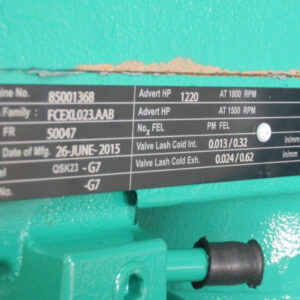 ine No. 85001368 Advert HP 1220 AT 1800 RPM
Family: FCEXL023.AAB Advert HP AT 1500 RPM
FR 50047 Nox FEL PM FEL
Date of Mfg. 26-JUNE-2015 Valve Lash Cold Int. 0.013/0.32 in/mm
el QSK23 -G7 Valve Lash Cold Exh. 0.024/0.62 in/mm
No. -G7